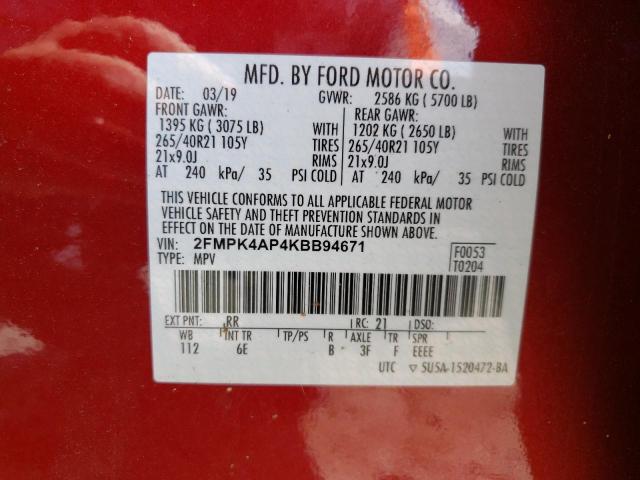 MFD. BY FORD MOTOR CO.
DATE: 03/19 GVWR: 2586 KG ( 5700 LB)
FRONT GAWR: REAR GAWR:
1395 KG ( 3075 LB) WITH 1202 KG ( 2650 LB) WITH
265/40R21 105Y TIRES 265/40R21 105Y TIRES
21x9.0J RIMS 21x9.0J RIMS
AT 240 kPa/ 35 PSI COLD AT 240 kPa/ 35 PSI COLD
THIS VEHICLE CONFORMS TO ALL APPLICABLE FEDERAL MOTOR
VEHICLE SAFETY AND THEFT PREVENTION STANDARDS IN
EFFECT ON THE DATE OF MANUFACTURE SHOWN ABOVE.
VIN: 2FMPK4AP4KBB94671 F0053
TYPE: MPV T0204
EXT PNT: RR RC: 21 DSO:
WB INT TR TP/PS R AXLE TR SPR
112 6E B 3F F EEEE
UTC ▽ 5U5A-1520472-BA